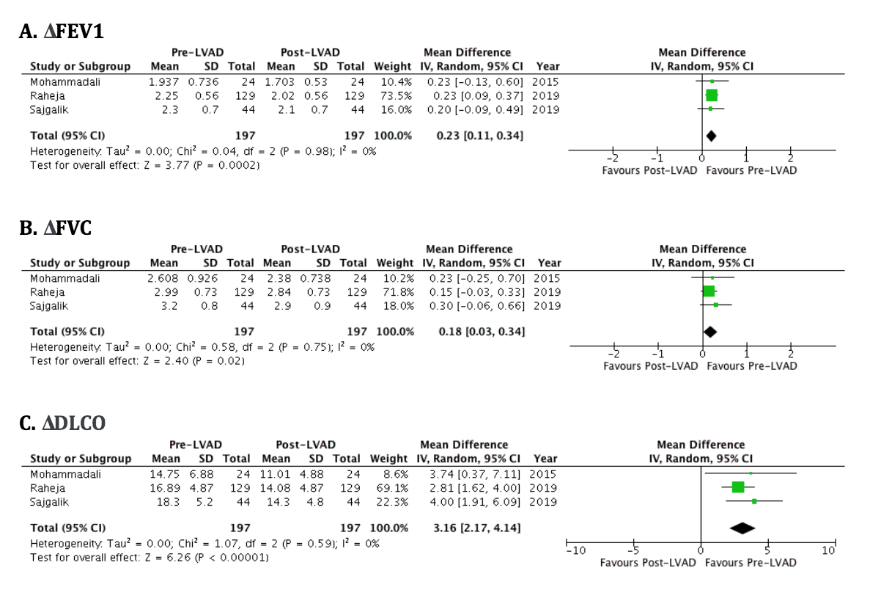 A. ΔFEV1
Pre-LVAD Post-LVAD Mean Difference Mean Difference
Study or Subgroup Mean SD Total Mean SD Total Weight IV, Random, 95% CI Year IV, Random, 95% CI
Mohammadali 1.937 0.736 24 1.703 0.53 24 10.4% 0.23 [-0.13, 0.60] 2015
Raheja 2.25 0.56 129 2.02 0.56 129 73.5% 0.23 [0.09, 0.37] 2019
Sajgalik 2.3 0.7 44 2.1 0.7 44 16.0% 0.20 [-0.09, 0.49] 2019
Total (95% CI) 197 197 100.0% 0.23 [0.11, 0.34]
Heterogeneity: Tau² = 0.00; Chi² = 0.04, df = 2 (P = 0.98); I² = 0%
Test for overall effect: Z = 3.77 (P = 0.0002)
-2 -1 0 1 2
Favours Post-LVAD Favours Pre-LVAD
B. ΔFVC
Pre-LVAD Post-LVAD Mean Difference Mean Difference
Study or Subgroup Mean SD Total Mean SD Total Weight IV, Random, 95% CI Year IV, Random, 95% CI
Mohammadali 2.608 0.926 24 2.38 0.738 24 10.2% 0.23 [-0.25, 0.70] 2015
Raheja 2.99 0.73 129 2.84 0.73 129 71.8% 0.15 [-0.03, 0.33] 2019
Sajgalik 3.2 0.8 44 2.9 0.9 44 18.0% 0.30 [-0.06, 0.66] 2019
Total (95% CI) 197 197 100.0% 0.18 [0.03, 0.34]
Heterogeneity: Tau² = 0.00; Chi² = 0.58, df = 2 (P = 0.75); I² = 0%
Test for overall effect: Z = 2.40 (P = 0.02)
-2 -1 0 1 2
Favours Post-LVAD Favours Pre-LVAD
C. ΔDLCO
Pre-LVAD Post-LVAD Mean Difference Mean Difference
Study or Subgroup Mean SD Total Mean SD Total Weight IV, Random, 95% CI Year IV, Random, 95% CI
Mohammadali 14.75 6.88 24 11.01 4.88 24 8.6% 3.74 [0.37, 7.11] 2015
Raheja 16.89 4.87 129 14.08 4.87 129 69.1% 2.81 [1.62, 4.00] 2019
Sajgalik 18.3 5.2 44 14.3 4.8 44 22.3% 4.00 [1.91, 6.09] 2019
Total (95% CI) 197 197 100.0% 3.16 [2.17, 4.14]
Heterogeneity: Tau² = 0.00; Chi² = 1.07, df = 2 (P = 0.59); I² = 0%
Test for overall effect: Z = 6.26 (P < 0.00001)
-10 -5 0 5 10
Favours Post-LVAD Favours Pre-LVAD